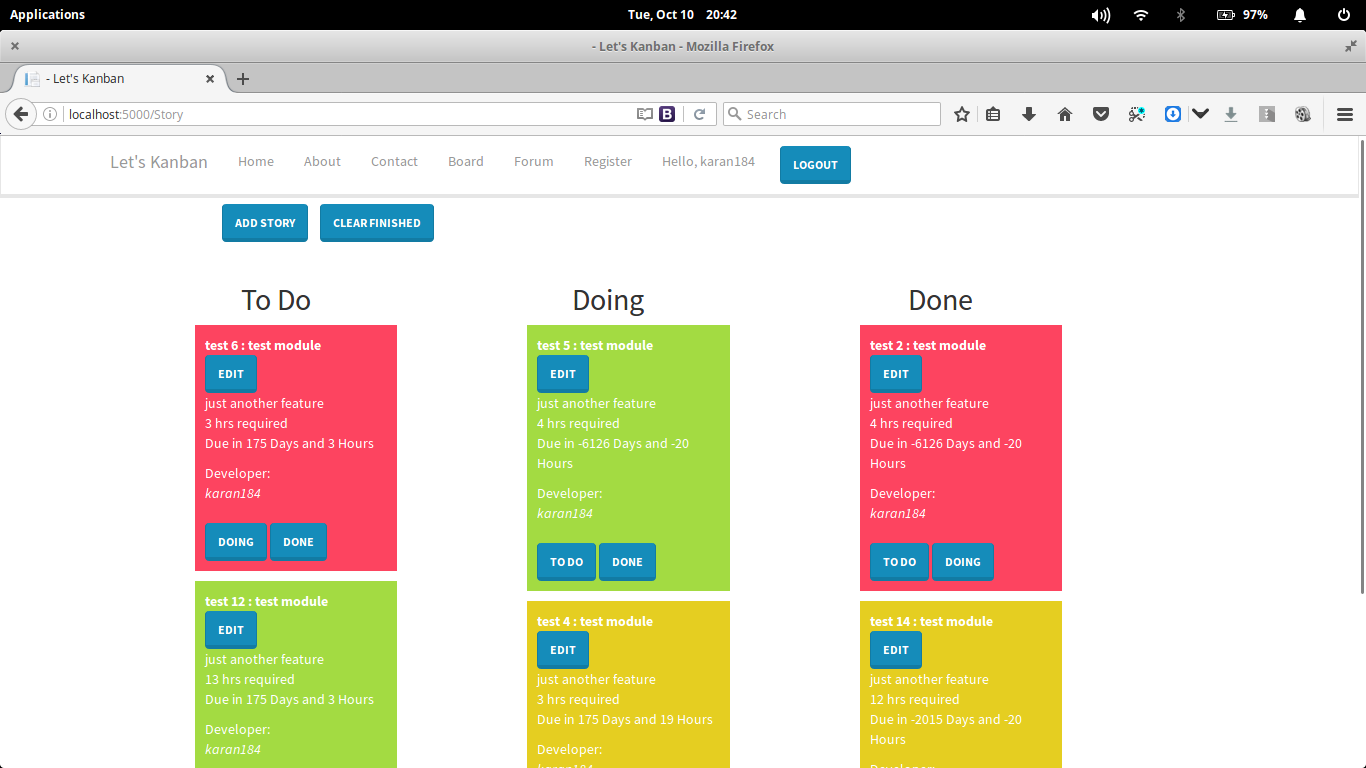 Applications
Tue, Oct 10 20:42
97%
- Let's Kanban - Mozilla Firefox
- Let's Kanban
localhost:5000/Story
B
Search
Let's Kanban
Home
About
Contact
Board
Forum
Register
Hello, karan184
LOGOUT
ADD STORY
CLEAR FINISHED
To Do
test 6 : test module
EDIT
just another feature
3 hrs required
Due in 175 Days and 3 Hours
Developer:
karan184
DOING
DONE
test 12 : test module
EDIT
just another feature
13 hrs required
Due in 175 Days and 3 Hours
Developer:
karan184
Doing
test 5 : test module
EDIT
just another feature
4 hrs required
Due in -6126 Days and -20
Hours
Developer:
karan184
TO DO
DONE
test 4 : test module
EDIT
just another feature
3 hrs required
Due in 175 Days and 19 Hours
Developer:
karan184
Done
test 2 : test module
EDIT
just another feature
4 hrs required
Due in -6126 Days and -20
Hours
Developer:
karan184
TO DO
DOING
test 14 : test module
EDIT
just another feature
12 hrs required
Due in -2015 Days and -20
Hours
Developer: